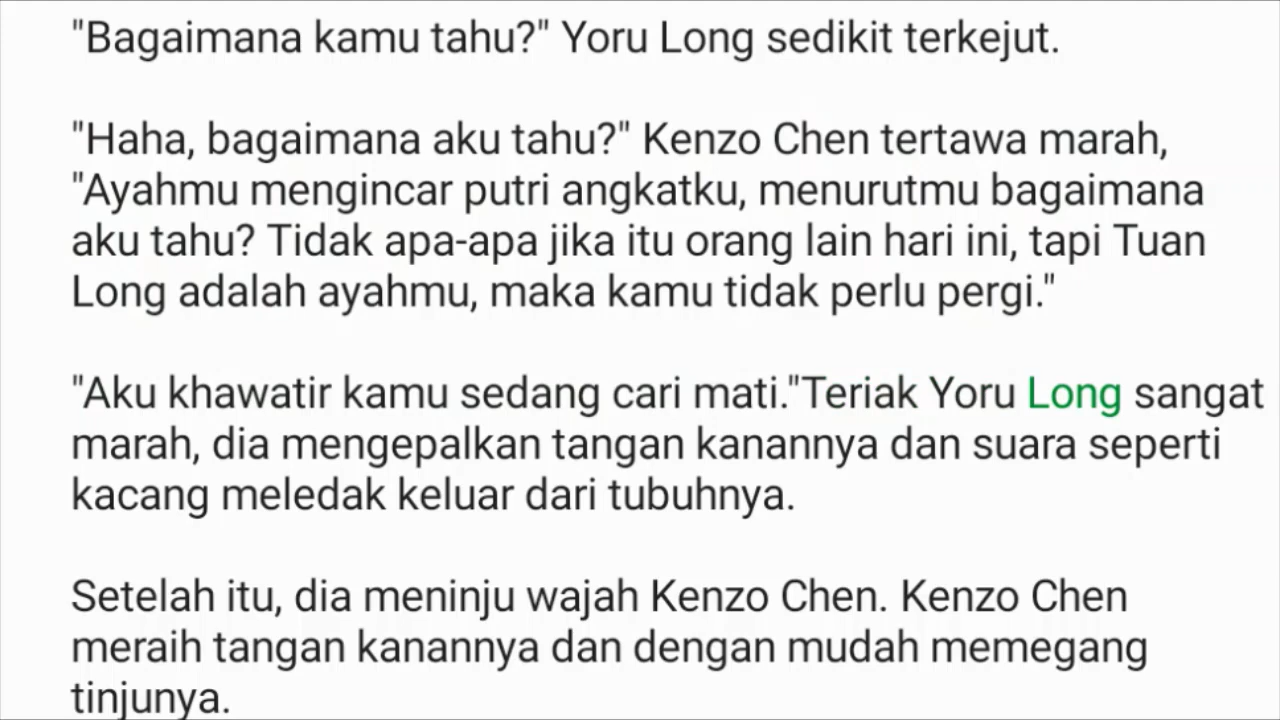 "Bagaimana kamu tahu?" Yoru Long sedikit terkejut.
"Haha, bagaimana aku tahu?" Kenzo Chen tertawa marah,
"Ayahmu mengincar putri angkatku, menurutmu bagaimana
aku tahu? Tidak apa-apa jika itu orang lain hari ini, tapi Tuan
Long adalah ayahmu, maka kamu tidak perlu pergi."
"Aku khawatir kamu sedang cari mati."Teriak Yoru Long sangat
marah, dia mengepalkan tangan kanannya dan suara seperti
kacang meledak keluar dari tubuhnya.
Setelah itu, dia meninju wajah Kenzo Chen. Kenzo Chen
meraih tangan kanannya dan dengan mudah memegang
tinjunya.